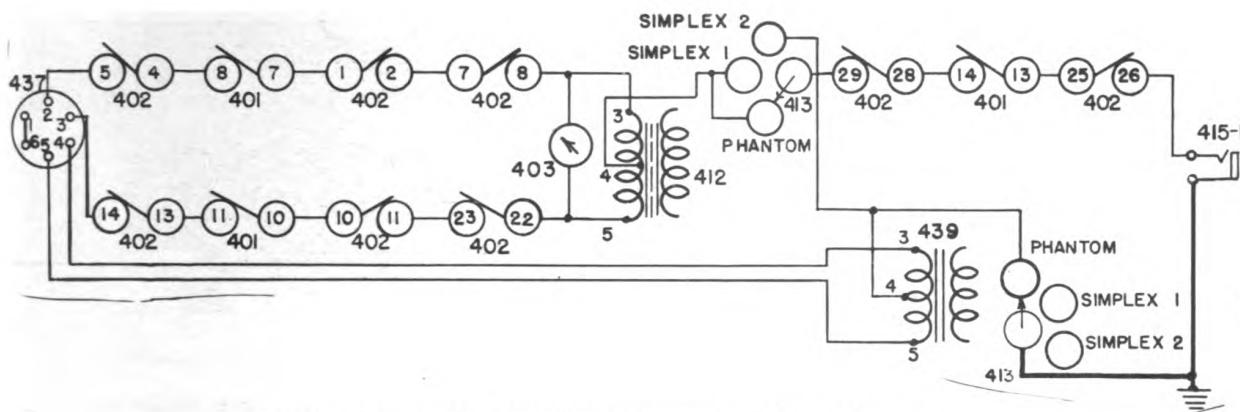 SIMPLEX 2
SIMPLEX 1
437
5 4 8 7 1 2 7 8
29 28 14 13 25 26
402 401 402 402
413 402 401 402
PHANTOM
415-
1 2 3 6 5 4
403
3
4
5
412
14 13 11 10 10 11 23 22
402 401 402 402
439
3
4
5
PHANTOM
SIMPLEX 1
SIMPLEX 2
413